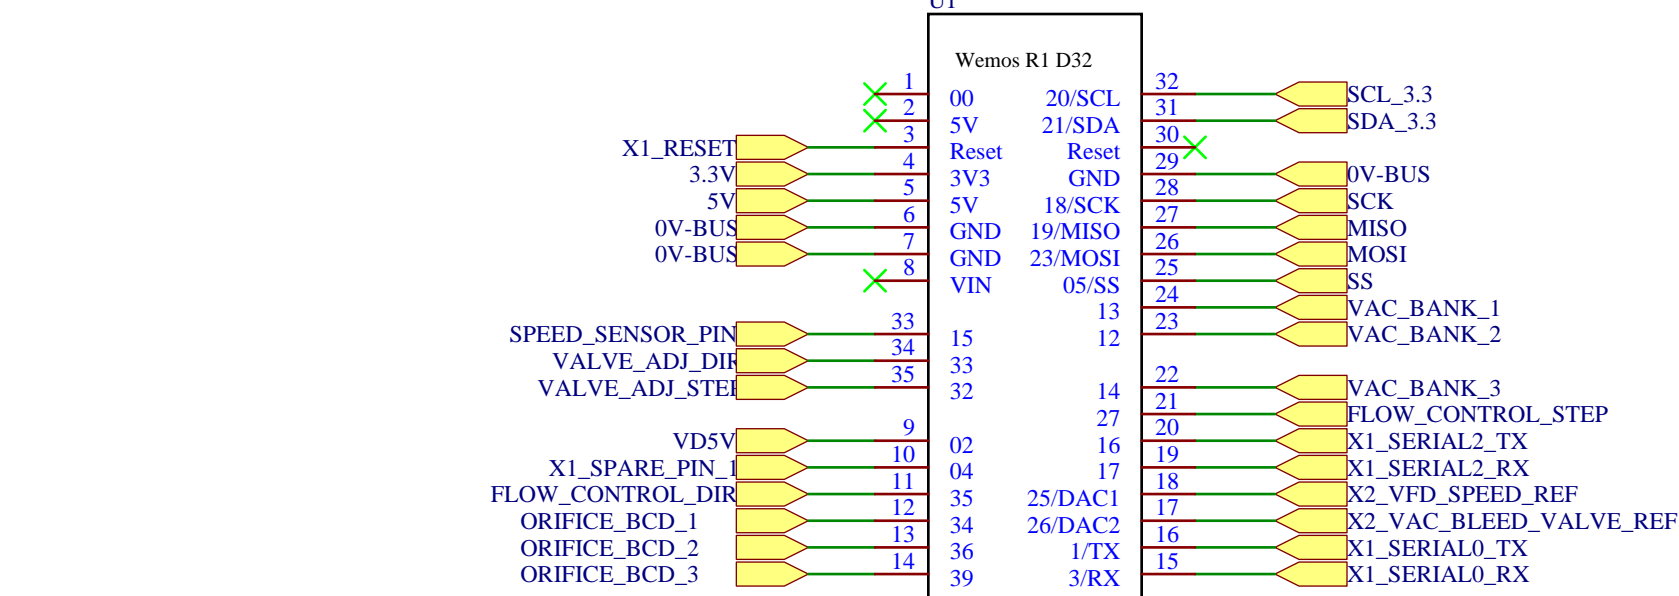 U1
Wemos R1 D32
1 32
00 20/SCL SCL_3.3
2 31
5V 21/SDA SDA_3.3
3 30
X1_RESET Reset Reset
4 29
3.3V 3V3 GND 0V-BUS
5 28
5V 5V 18/SCK SCK
6 27
0V-BUS GND 19/MISO MISO
7 26
0V-BUS GND 23/MOSI MOSI
8 25
VIN 05/SS SS
24
13 VAC_BANK_1
33 23
SPEED_SENSOR_PIN 15 12 VAC_BANK_2
34
VALVE_ADJ_DIR 33
35 22
VALVE_ADJ_STEP 32 14 VAC_BANK_3
21
27 FLOW_CONTROL_STEP
9 20
VD5V 02 16 X1_SERIAL2_TX
10 19
X1_SPARE_PIN_1 04 17 X1_SERIAL2_RX
11 18
FLOW_CONTROL_DIR 35 25/DAC1 X2_VFD_SPEED_REF
12 17
ORIFICE_BCD_1 34 26/DAC2 X2_VAC_BLEED_VALVE_REF
13 16
ORIFICE_BCD_2 36 1/TX X1_SERIAL0_TX
14 15
ORIFICE_BCD_3 39 3/RX X1_SERIAL0_RX